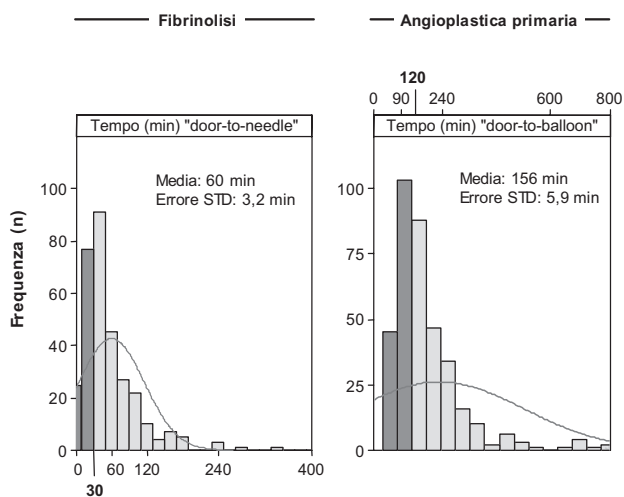 Fibrinolisi
Angioplastica primaria
120
0 90 240 600 800
Tempo (min) "door-to-needle"
Tempo (min) "door-to-balloon"
Media: 60 min
Errore STD: 3,2 min
Media: 156 min
Errore STD: 5,9 min
Frequenza (n)
100
80
60
40
20
0
100
75
50
25
0
0 60 120 240 400
30